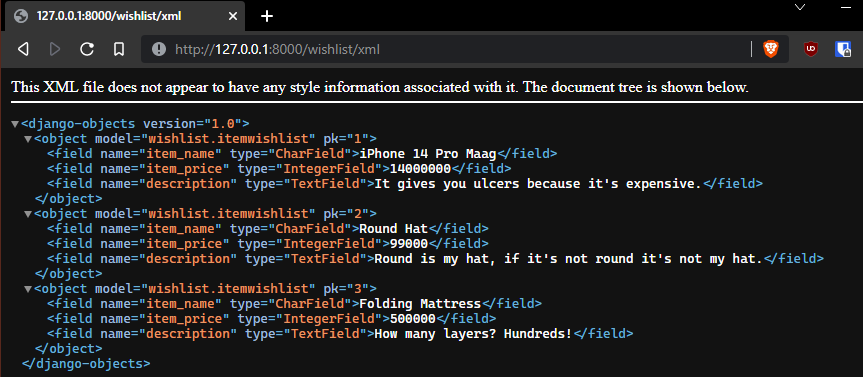 127.0.0.1:8000/wishlist/xml
http://127.0.0.1:8000/wishlist/xml
This XML file does not appear to have any style information associated with it. The document tree is shown below.
<django-objects version="1.0">
<object model="wishlist.itemwishlist" pk="1">
<field name="item_name" type="CharField">iPhone 14 Pro Maag</field>
<field name="item_price" type="IntegerField">14000000</field>
<field name="description" type="TextField">It gives you ulcers because it's expensive.</field>
</object>
<object model="wishlist.itemwishlist" pk="2">
<field name="item_name" type="CharField">Round Hat</field>
<field name="item_price" type="IntegerField">99000</field>
<field name="description" type="TextField">Round is my hat, if it's not round it's not my hat.</field>
</object>
<object model="wishlist.itemwishlist" pk="3">
<field name="item_name" type="CharField">Folding Mattress</field>
<field name="item_price" type="IntegerField">500000</field>
<field name="description" type="TextField">How many layers? Hundreds!</field>
</object>
</django-objects>